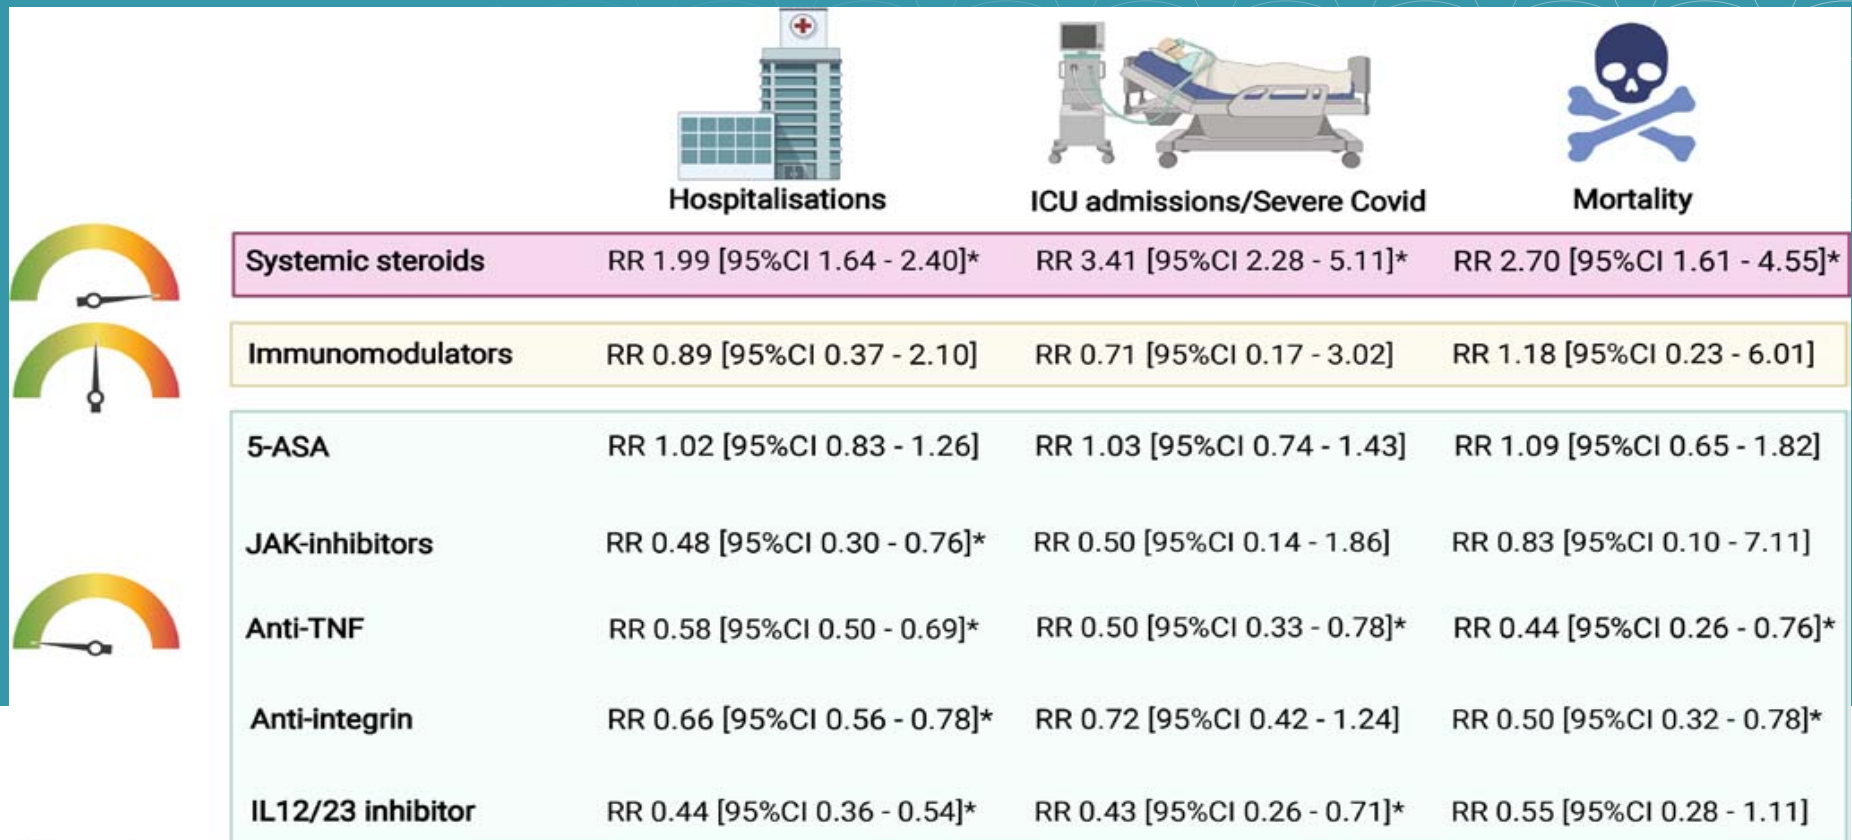 Hospitalisations ICU admissions/Severe Covid Mortality
Systemic steroids RR 1.99 [95%CI 1.64 - 2.40]* RR 3.41 [95%CI 2.28 - 5.11]* RR 2.70 [95%CI 1.61 - 4.55]*
Immunomodulators RR 0.89 [95%CI 0.37 - 2.10] RR 0.71 [95%CI 0.17 - 3.02] RR 1.18 [95%CI 0.23 - 6.01]
5-ASA RR 1.02 [95%CI 0.83 - 1.26] RR 1.03 [95%CI 0.74 - 1.43] RR 1.09 [95%CI 0.65 - 1.82]
JAK-inhibitors RR 0.48 [95%CI 0.30 - 0.76]* RR 0.50 [95%CI 0.14 - 1.86] RR 0.83 [95%CI 0.10 - 7.11]
Anti-TNF RR 0.58 [95%CI 0.50 - 0.69]* RR 0.50 [95%CI 0.33 - 0.78]* RR 0.44 [95%CI 0.26 - 0.76]*
Anti-integrin RR 0.66 [95%CI 0.56 - 0.78]* RR 0.72 [95%CI 0.42 - 1.24] RR 0.50 [95%CI 0.32 - 0.78]*
IL12/23 inhibitor RR 0.44 [95%CI 0.36 - 0.54]* RR 0.43 [95%CI 0.26 - 0.71]* RR 0.55 [95%CI 0.28 - 1.11]